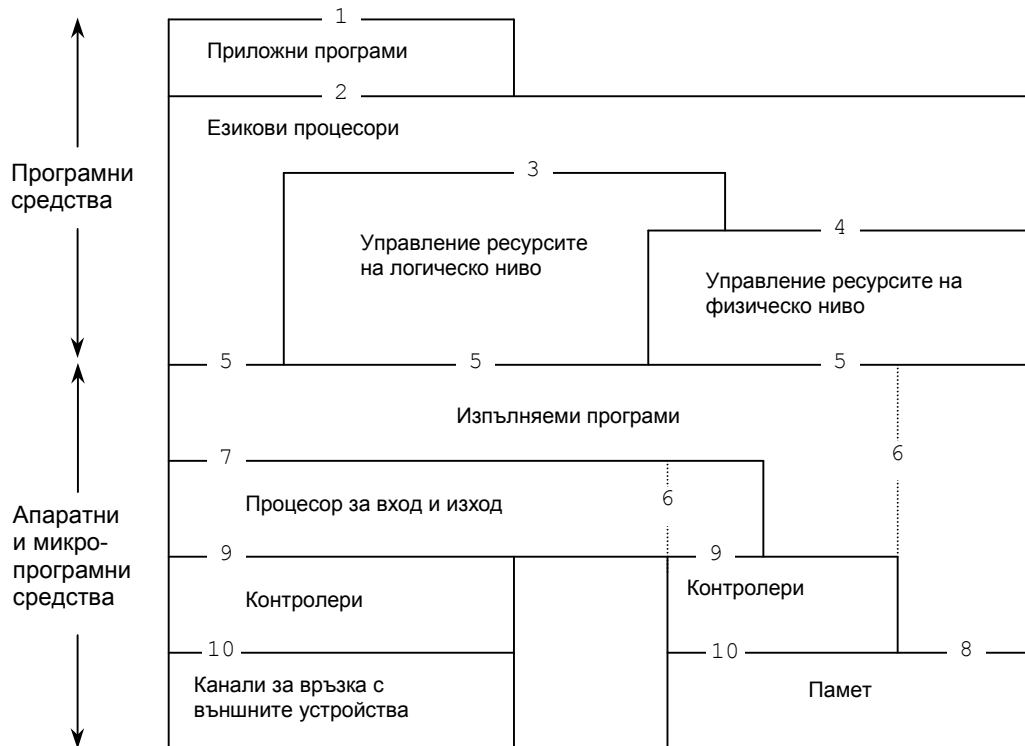 1
Приложни програми
2
Езикови процесори
Програмни
средства
3
4
Управление ресурсите
на логическо ниво
Управление ресурсите на
физическо ниво
5
5
5
Изпълняеми програми
6
7
Процесор за вход и изход
6
Апаратни
и микро-
програмни
средства
9
9
Контролери
Контролери
10
10
8
Канали за връзка с
външните устройства
Памет